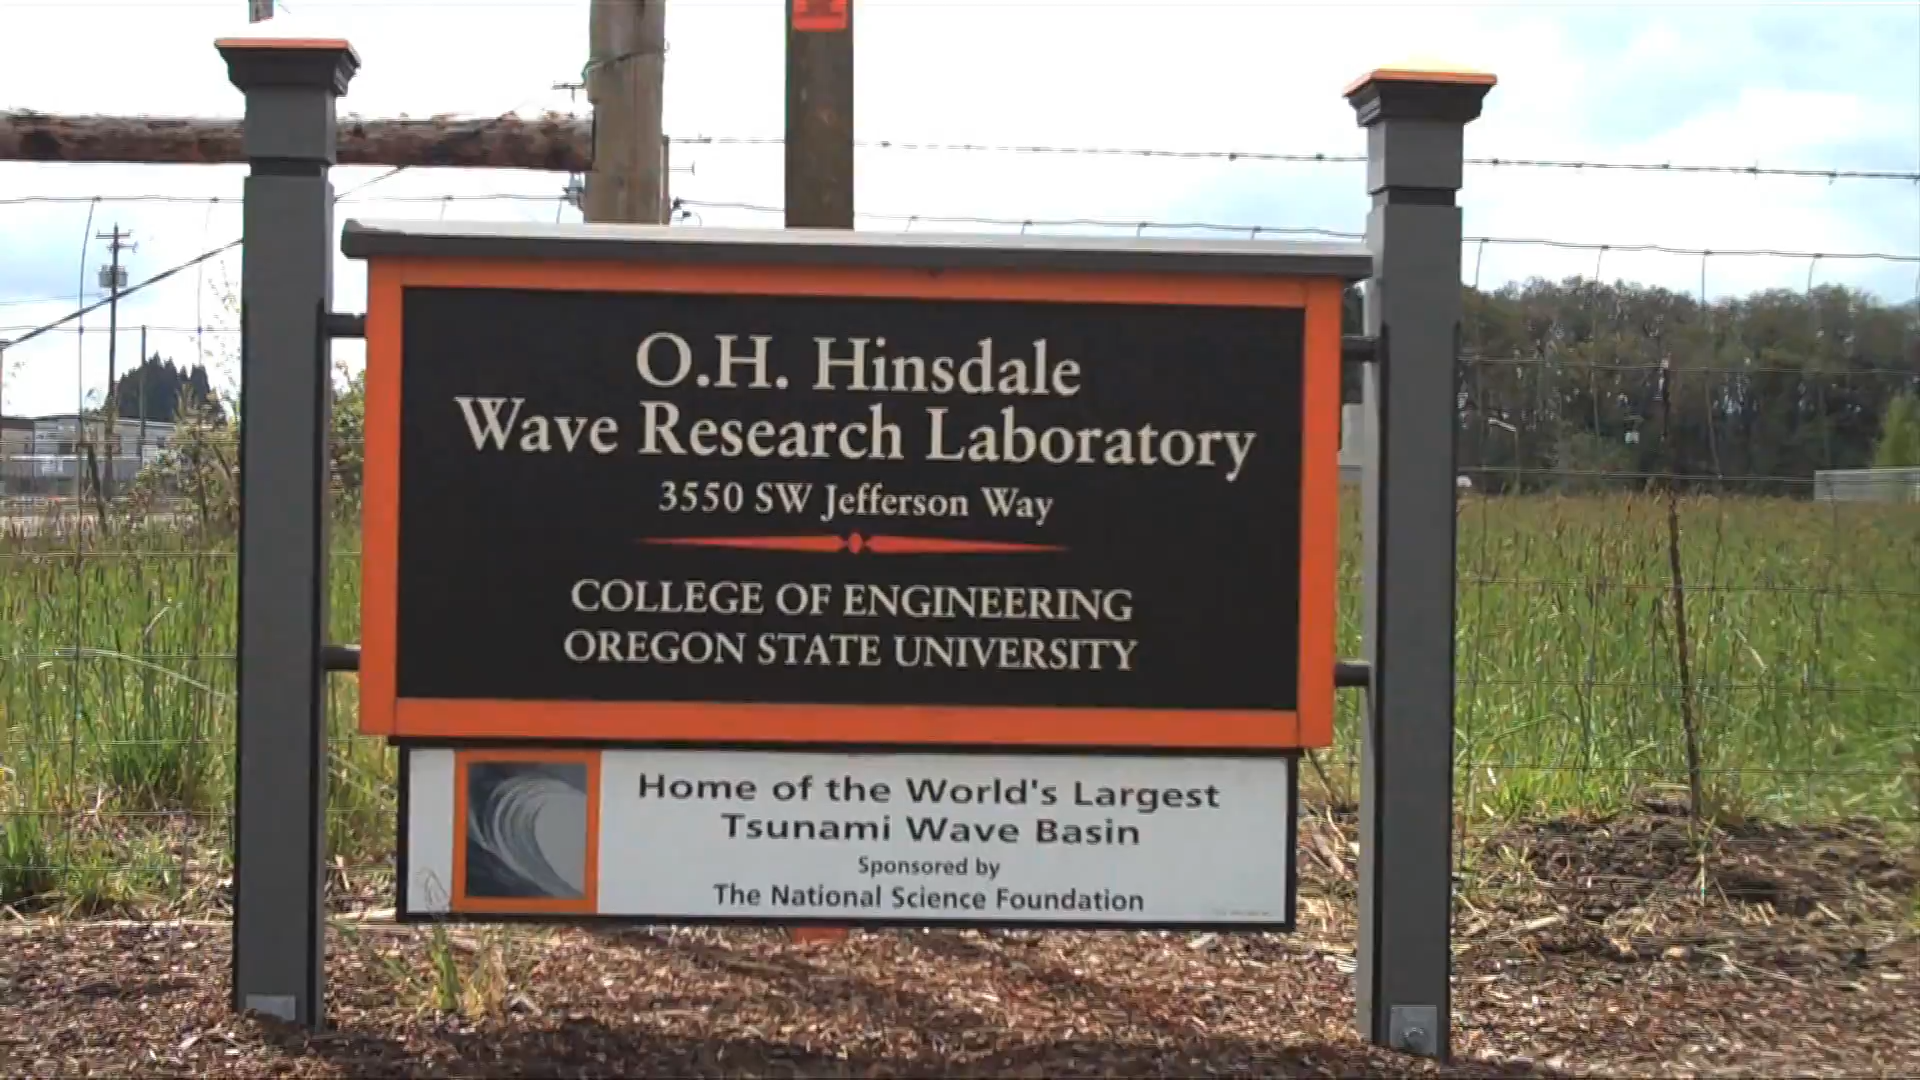 O.H. Hinsdale
Wave Research Laboratory
3550 SW Jefferson Way
COLLEGE OF ENGINEERING
OREGON STATE UNIVERSITY
Home of the World's Largest
Tsunami Wave Basin
Sponsored by
The National Science Foundation